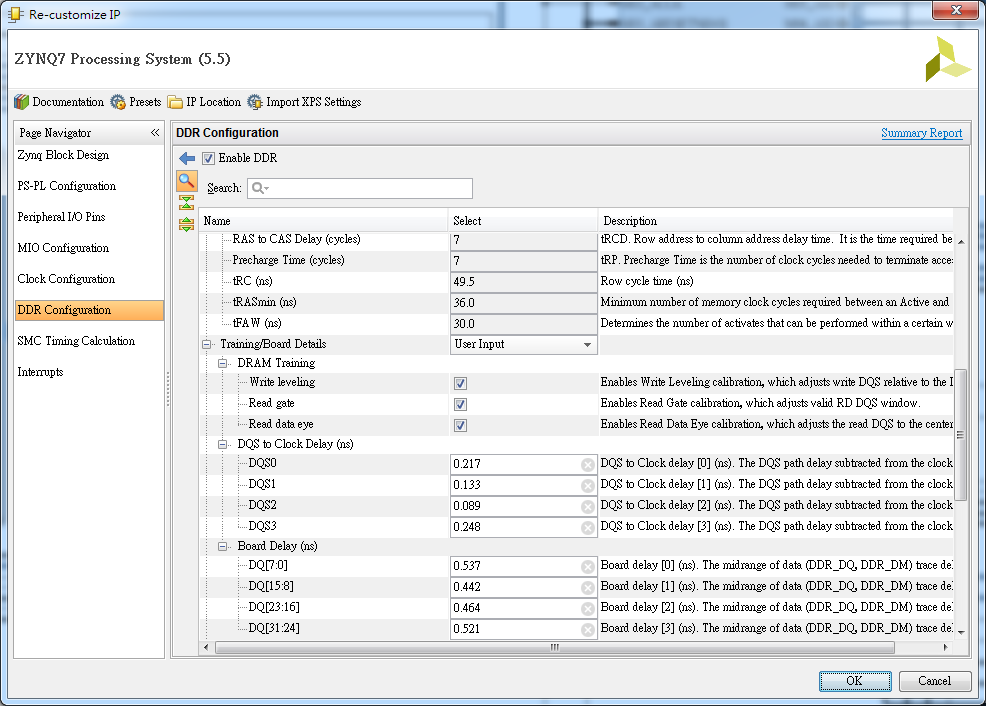 Re-customize IP
ZYNQ7 Processing System (5.5)
Documentation Presets IP Location Import XPS Settings
Page Navigator «
Zynq Block Design
PS-PL Configuration
Peripheral I/O Pins
MIO Configuration
Clock Configuration
DDR Configuration
SMC Timing Calculation
Interrupts
DDR Configuration Summary Report
Enable DDR
Search:
Name Select Description
RAS to CAS Delay (cycles) 7 tRCD. Row address to column address delay time. It is the time required be
Precharge Time (cycles) 7 tRP. Precharge Time is the number of clock cycles needed to terminate acce
tRC (ns) 49.5 Row cycle time (ns)
tRASmin (ns) 36.0 Minimum number of memory clock cycles required between an Active and
tFAW (ns) 30.0 Determines the number of activates that can be performed within a certain w
Training/Board Details User Input
DRAM Training
Write leveling Enables Write Leveling calibration, which adjusts write DQS relative to the
Read gate Enables Read Gate calibration, which adjusts valid RD DQS window.
Read data eye Enables Read Data Eye calibration, which adjusts the read DQS to the center
DQS to Clock Delay (ns)
DQS0 0.217 DQS to Clock delay [0] (ns). The DQS path delay subtracted from the clock
DQS1 0.133 DQS to Clock delay [1] (ns). The DQS path delay subtracted from the clock
DQS2 0.089 DQS to Clock delay [2] (ns). The DQS path delay subtracted from the clock
DQS3 0.248 DQS to Clock delay [3] (ns). The DQS path delay subtracted from the clock
Board Delay (ns)
DQ[7:0] 0.537 Board delay [0] (ns). The midrange of data (DDR_DQ, DDR_DM) trace del
DQ[15:8] 0.442 Board delay [1] (ns). The midrange of data (DDR_DQ, DDR_DM) trace del
DQ[23:16] 0.464 Board delay [2] (ns). The midrange of data (DDR_DQ, DDR_DM) trace del
DQ[31:24] 0.521 Board delay [3] (ns). The midrange of data (DDR_DQ, DDR_DM) trace del
OK Cancel